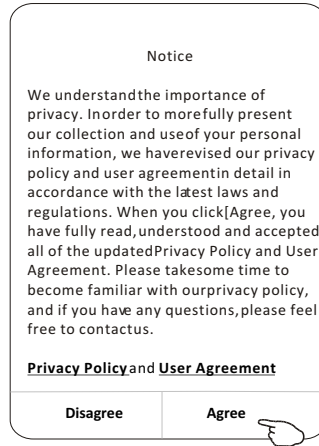 Notice
We understandthe importance of
privacy. Inorder to morefully present
our collection and useof your personal
information, we haverevised our privacy
policy and user agreementin detail in
accordance with the latest laws and
regulations. When you click[Agree, you
have fully read,understood and accepted
all of the updatedPrivacy Policy and User
Agreement. Please takesome time to
become familiar with ourprivacy policy,
and if you have any questions,please feel
free to contactus.
Privacy Policy and User Agreement
Disagree Agree